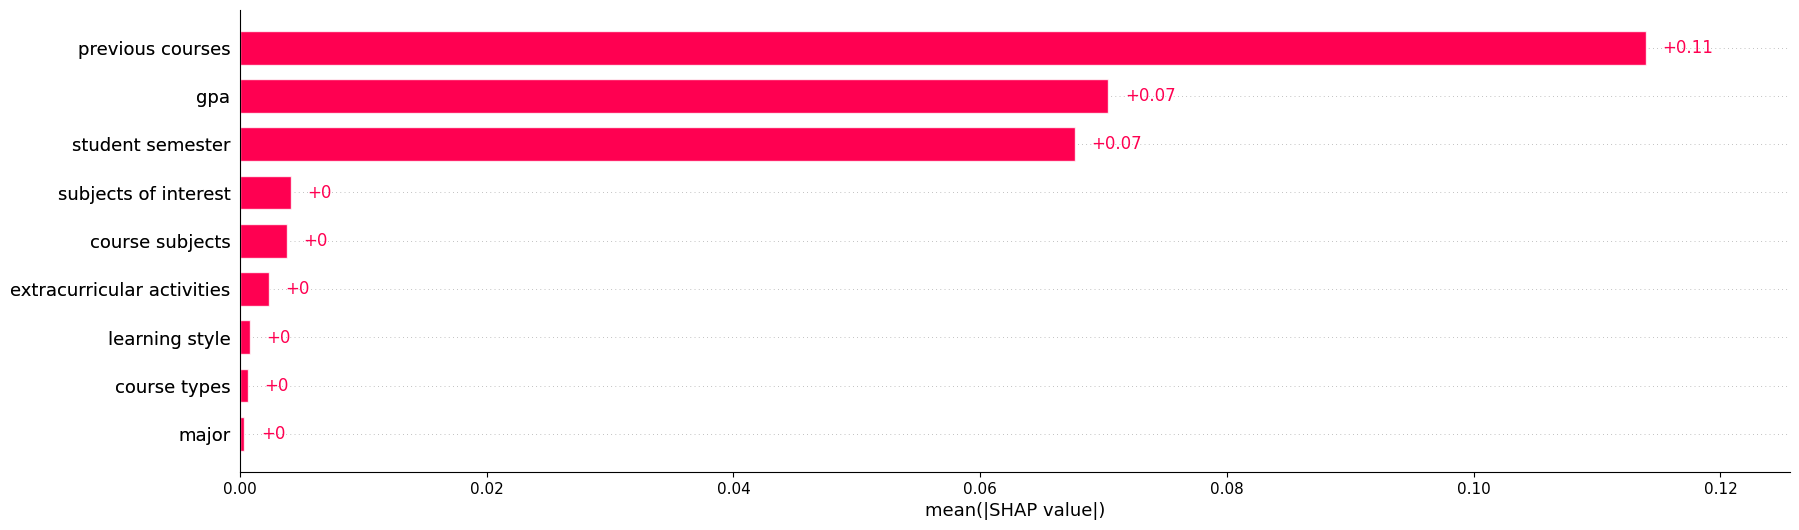 previous courses +0.11
gpa +0.07
student semester +0.07
subjects of interest +0
course subjects +0
extracurricular activities +0
learning style +0
course types +0
major +0
0.00 0.02 0.04 0.06 0.08 0.10 0.12
mean(|SHAP value|)